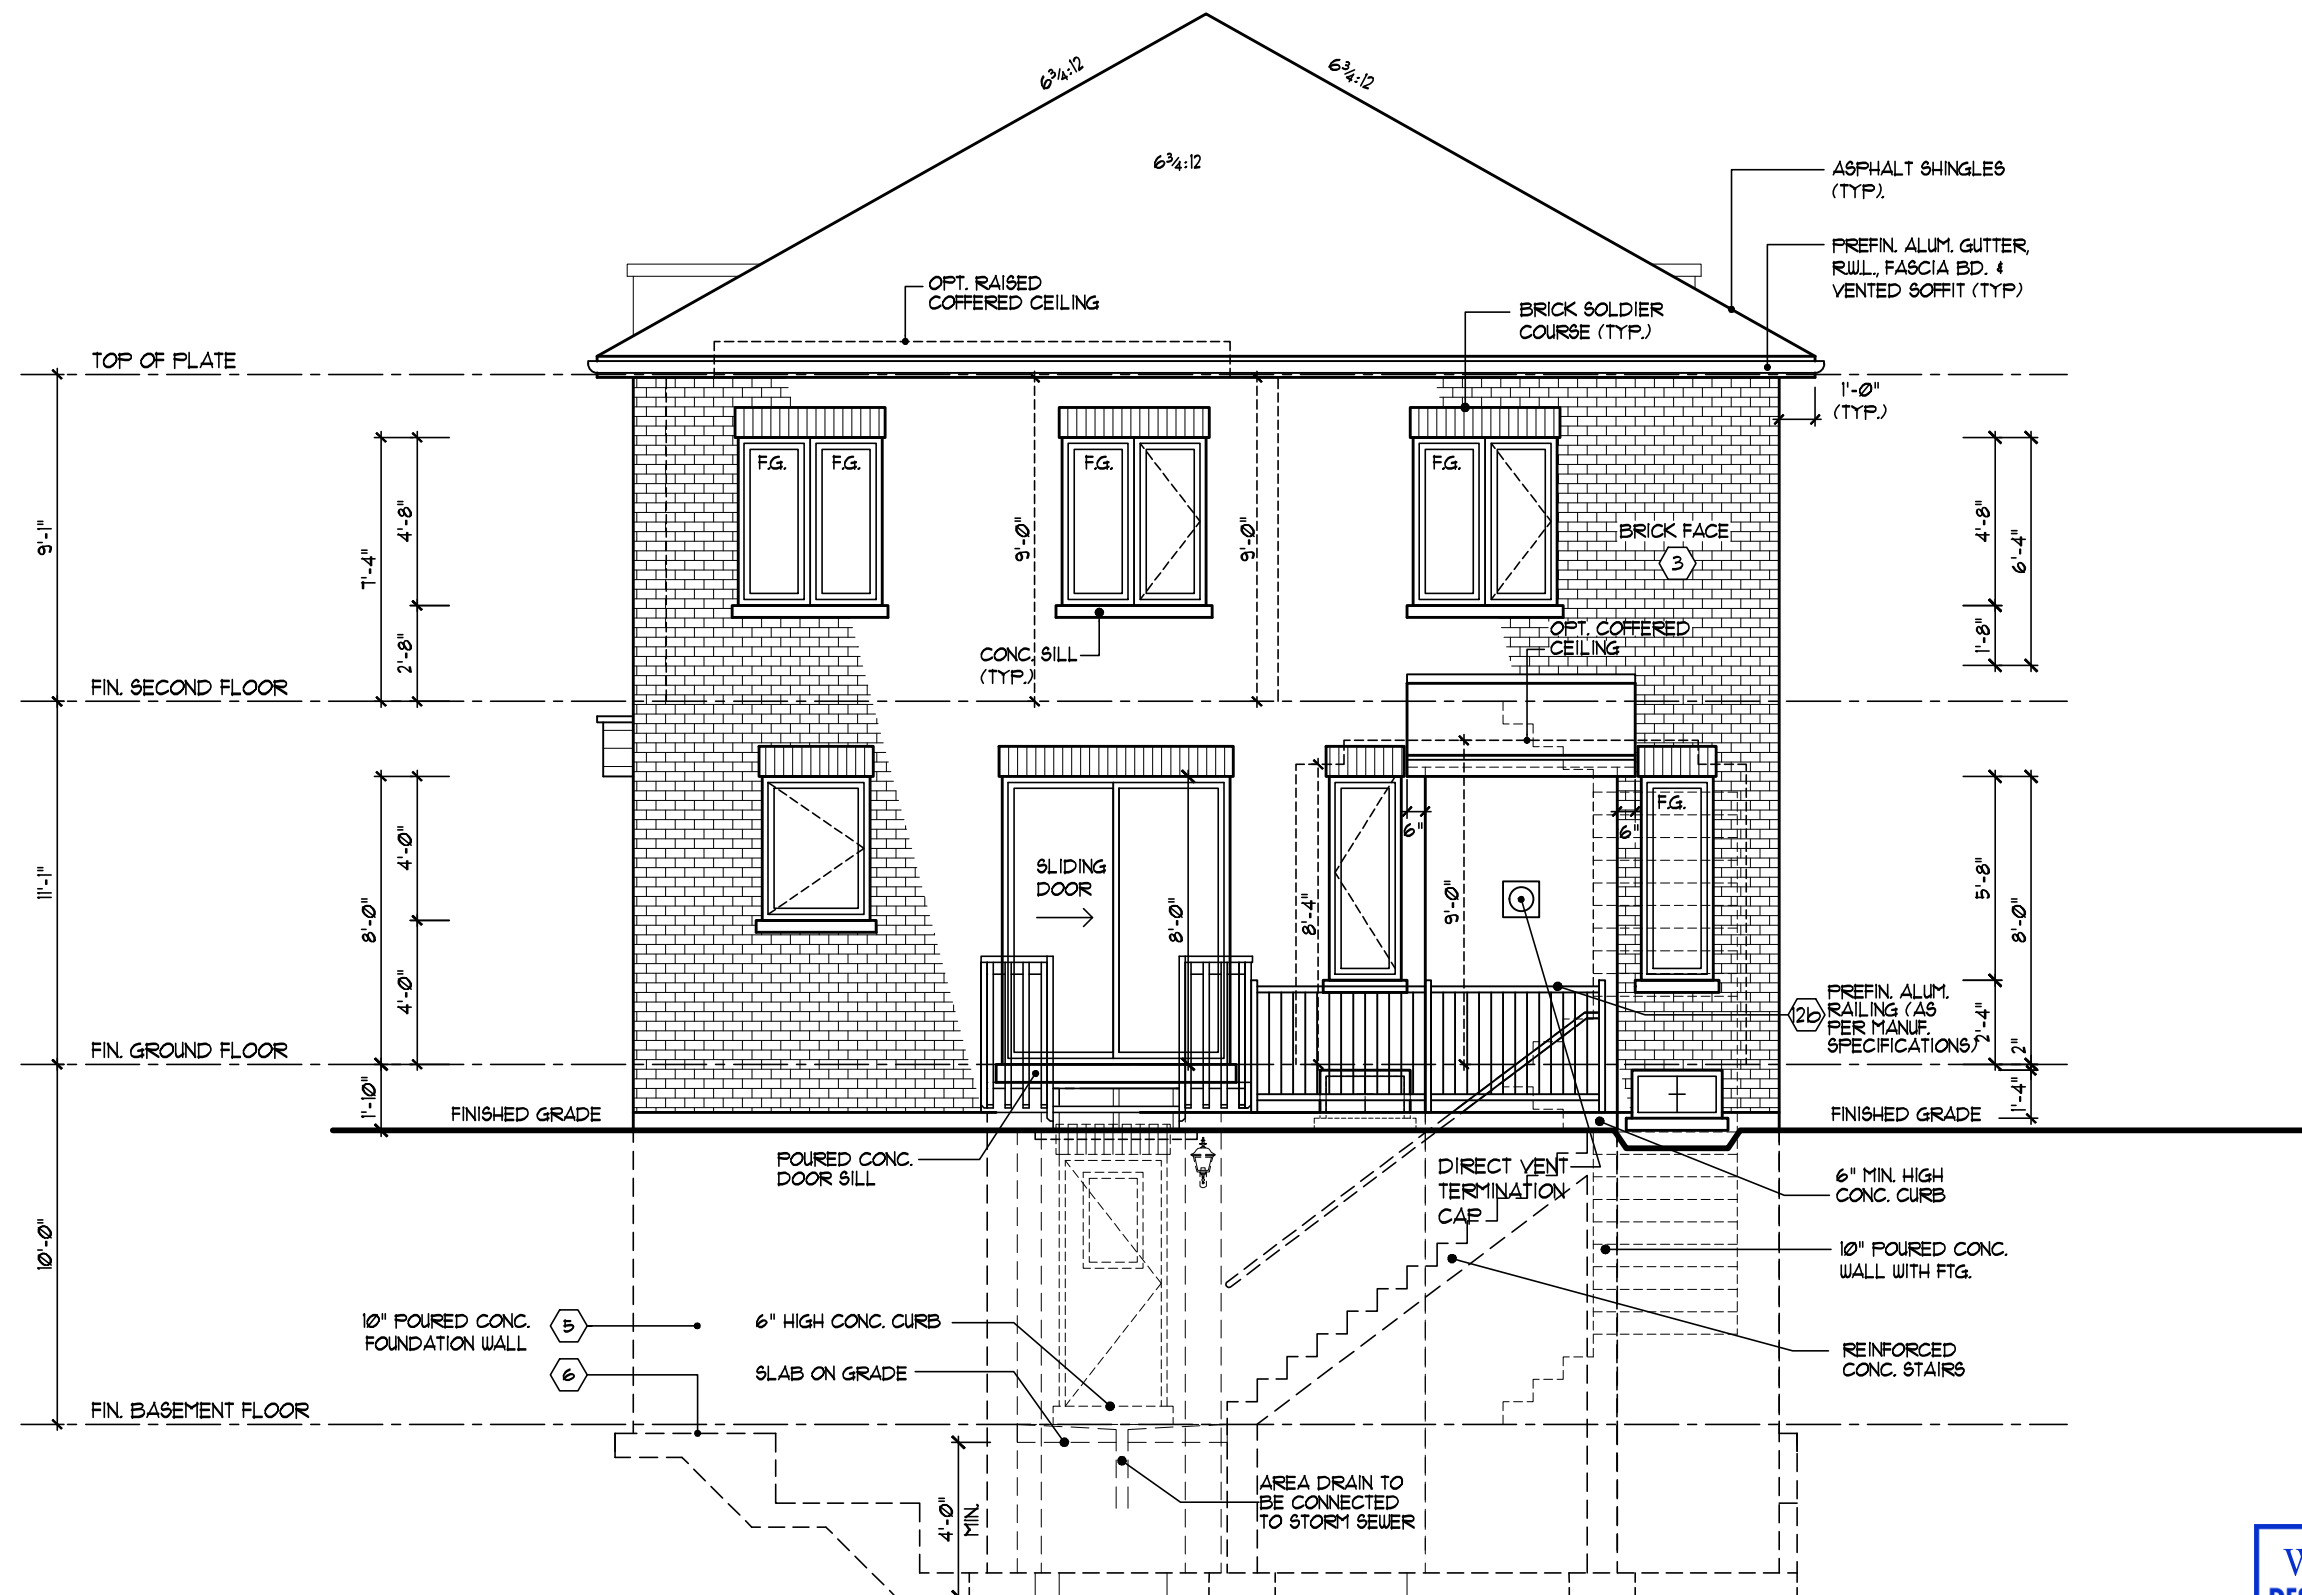 6¾:12
6¾:12
6¾:12
ASPHALT SHINGLES
(TYP).
PREFIN. ALUM. GUTTER,
R.W.L., FASCIA BD. &
VENTED SOFFIT (TYP)
OPT. RAISED
COFFERED CEILING
BRICK SOLDIER
COURSE (TYP.)
TOP OF PLATE
1'-0"
(TYP.)
F.G.
F.G.
F.G.
F.G.
9'-1"
7'-4"
4'-8"
2'-8"
9'-0"
9'-0"
BRICK FACE
3
4'-8"
6'-4"
1'-8"
OPT. COFFERED
CEILING
CONC. SILL
(TYP.)
FIN. SECOND FLOOR
11'-1"
8'-0"
4'-0"
4'-0"
SLIDING
DOOR
8'-0"
8'-4"
6"
9'-0"
6"
F.G.
5'-8"
8'-0"
2'-4"
2"
1'-4"
12b
PREFIN. ALUM.
RAILING (AS
PER MANUF.
SPECIFICATIONS)
FIN. GROUND FLOOR
1'-10"
FINISHED GRADE
FINISHED GRADE
POURED CONC.
DOOR SILL
DIRECT VENT
TERMINATION
CAP
6" MIN. HIGH
CONC. CURB
10'-0"
10" POURED CONC.
WALL WITH FTG.
10" POURED CONC.
FOUNDATION WALL
5
6
6" HIGH CONC. CURB
SLAB ON GRADE
REINFORCED
CONC. STAIRS
FIN. BASEMENT FLOOR
4'-0"
MIN.
AREA DRAIN TO
BE CONNECTED
TO STORM SEWER